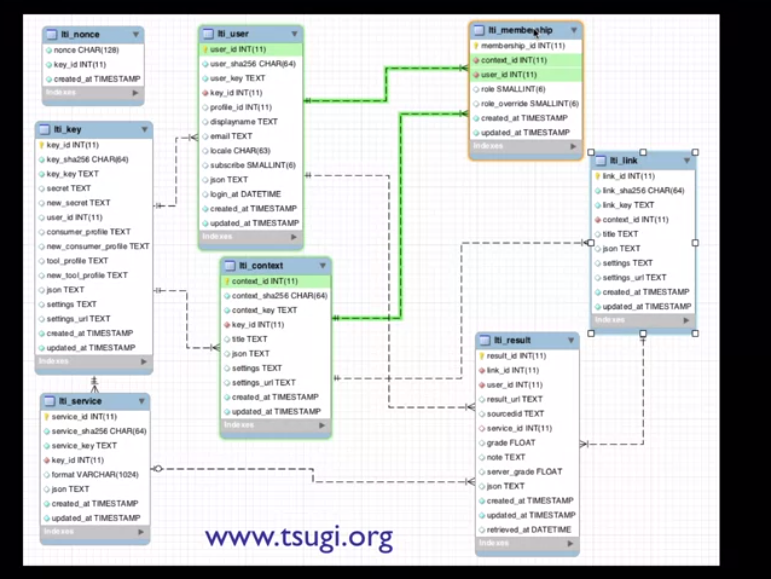 lti_nonce
nonce CHAR(128)
key_id INT(11)
created_at TIMESTAMP
Indexes
lti_key
key_id INT(11)
key_sha256 CHAR(64)
key_key TEXT
secret TEXT
new_secret TEXT
user_id INT(11)
consumer_profile TEXT
new_consumer_profile TEXT
tool_profile TEXT
new_tool_profile TEXT
json TEXT
settings TEXT
settings_url TEXT
created_at TIMESTAMP
updated_at TIMESTAMP
Indexes
lti_service
service_id INT(11)
service_sha256 CHAR(64)
service_key TEXT
key_id INT(11)
format VARCHAR(1024)
json TEXT
created_at TIMESTAMP
updated_at TIMESTAMP
Indexes
lti_user
user_id INT(11)
user_sha256 CHAR(64)
user_key TEXT
key_id INT(11)
profile_id INT(11)
displayname TEXT
email TEXT
locale CHAR(63)
subscribe SMALLINT(6)
json TEXT
login_at DATETIME
created_at TIMESTAMP
updated_at TIMESTAMP
Indexes
lti_context
context_id INT(11)
context_sha256 CHAR(64)
context_key TEXT
key_id INT(11)
title TEXT
json TEXT
settings TEXT
settings_url TEXT
created_at TIMESTAMP
updated_at TIMESTAMP
Indexes
lti_membership
membership_id INT(11)
context_id INT(11)
user_id INT(11)
role SMALLINT(6)
role_override SMALLINT(6)
created_at TIMESTAMP
updated_at TIMESTAMP
Indexes
lti_link
link_id INT(11)
link_sha256 CHAR(64)
link_key TEXT
context_id INT(11)
title TEXT
json TEXT
settings TEXT
settings_url TEXT
created_at TIMESTAMP
updated_at TIMESTAMP
Indexes
lti_result
result_id INT(11)
link_id INT(11)
user_id INT(11)
result_url TEXT
sourcedid TEXT
service_id INT(11)
grade FLOAT
note TEXT
server_grade FLOAT
json TEXT
created_at TIMESTAMP
updated_at TIMESTAMP
retrieved_at DATETIME
Indexes
www.tsugi.org